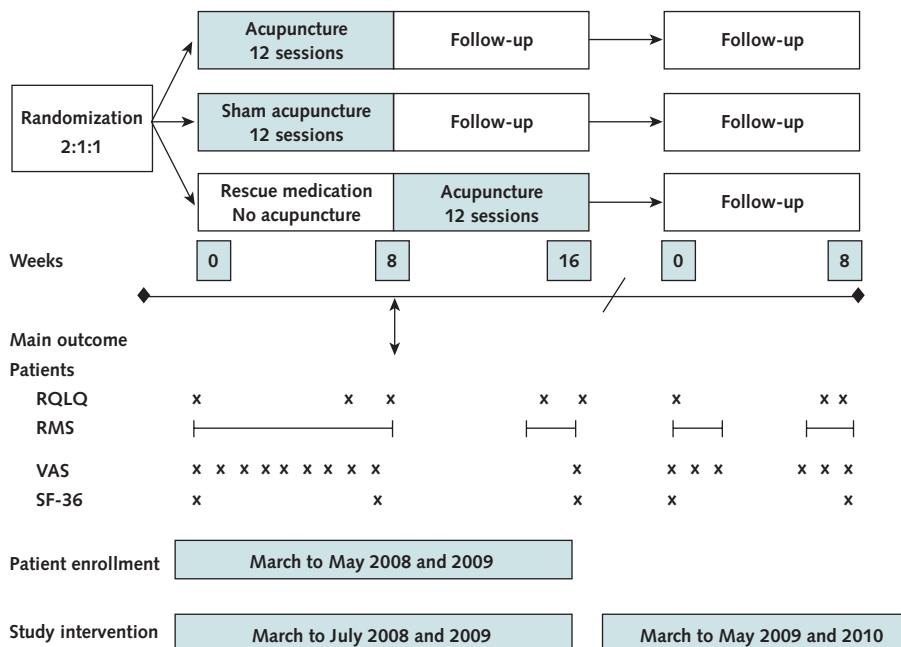 Acupuncture
12 sessions
Follow-up
Follow-up
Randomization
2:1:1
Sham acupuncture
12 sessions
Follow-up
Follow-up
Rescue medication
No acupuncture
Acupuncture
12 sessions
Follow-up
Weeks 0 8 16 0 8
Main outcome
Patients
RQLQ x x x x x x x x
RMS
VAS x x x x x x x x x x x x x x x x
SF-36 x x x x x
Patient enrollment March to May 2008 and 2009
Study intervention March to July 2008 and 2009 March to May 2009 and 2010